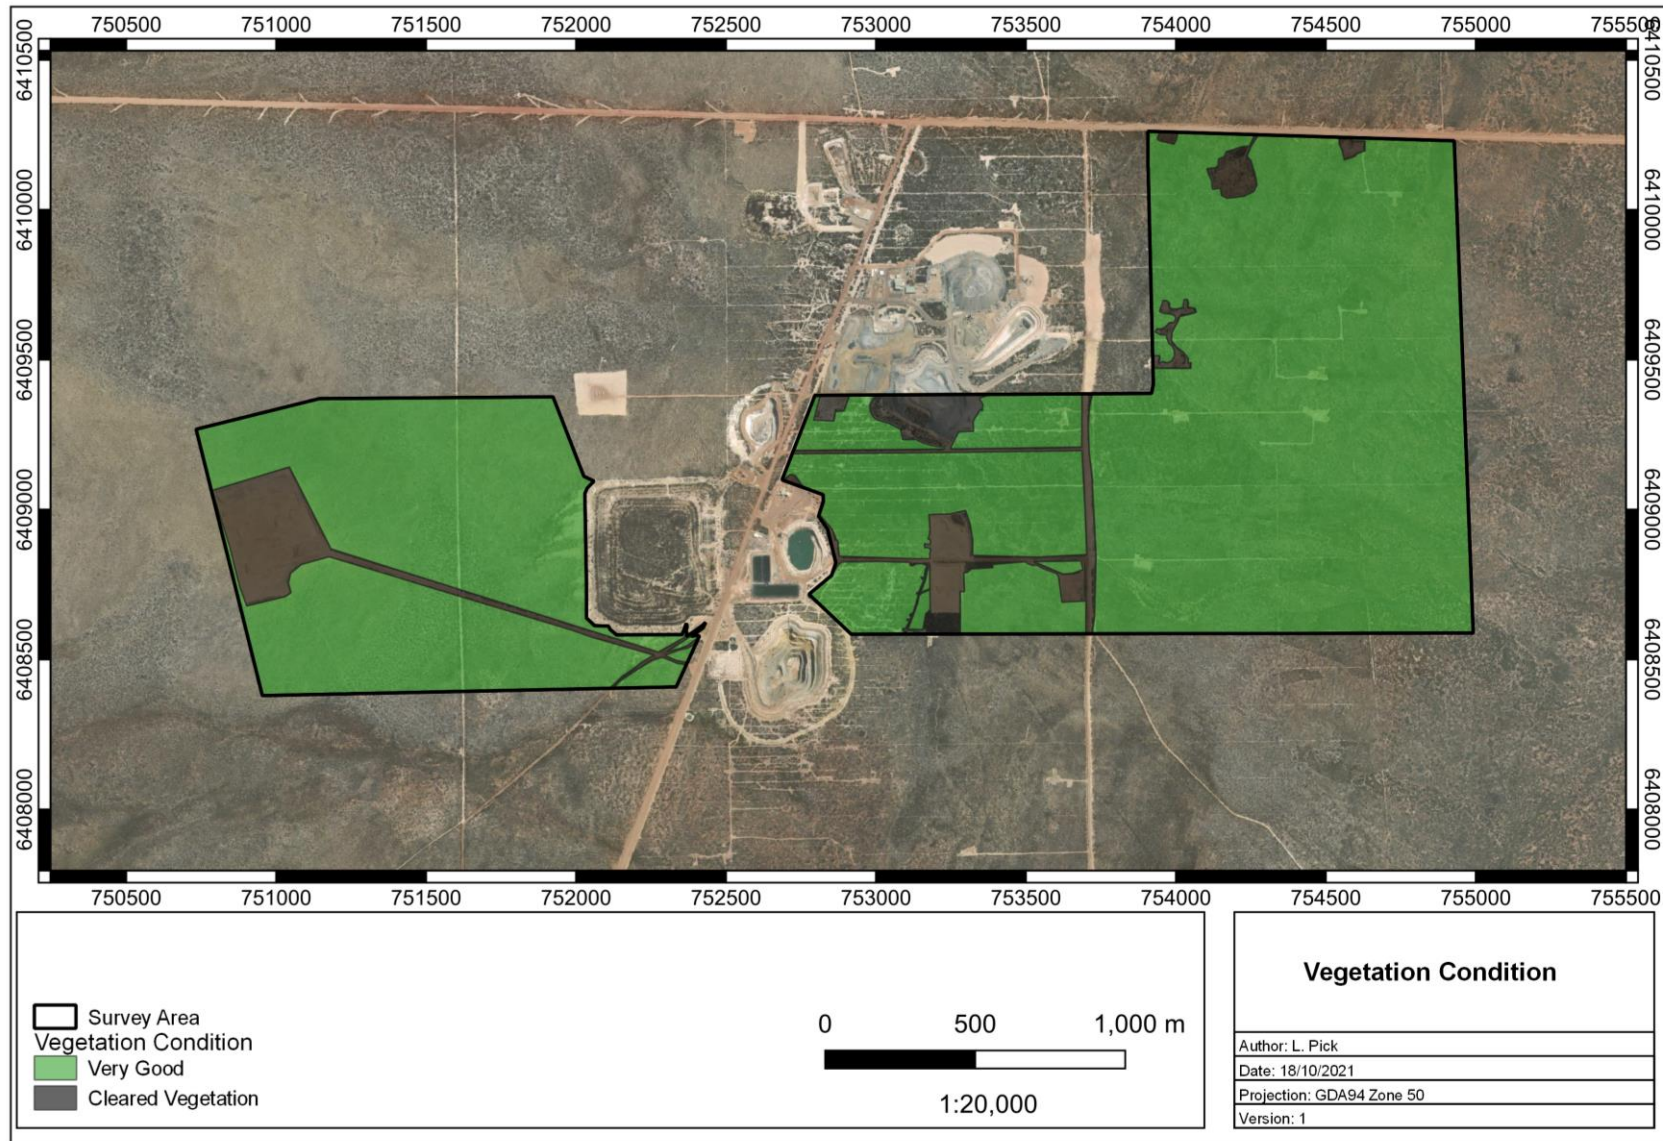 750500 751000 751500 752000 752500 753000 753500 754000 754500 755000 755500
6410500 6410500
6410000 6410000
6409500 6409500
6409000 6409000
6408500 6408500
6408000 6408000
750500 751000 751500 752000 752500 753000 753500 754000 754500 755000 755500
Survey Area
Vegetation Condition
Very Good
Cleared Vegetation
0 500 1,000 m
1:20,000
Vegetation Condition
Author: L. Pick
Date: 18/10/2021
Projection: GDA94 Zone 50
Version: 1